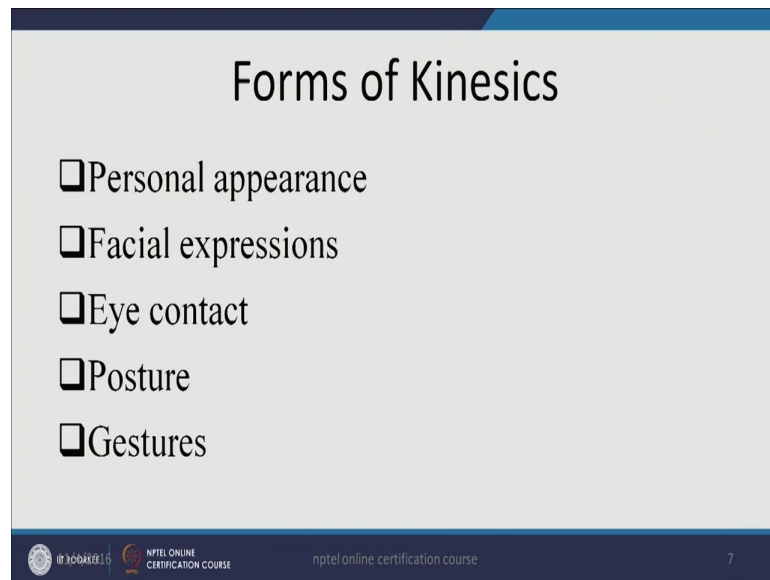 Forms of Kinesics
❑Personal appearance
❑Facial expressions
❑Eye contact
❑Posture
❑Gestures
NPTEL ONLINE
CERTIFICATION COURSE
nptel online certification course
7